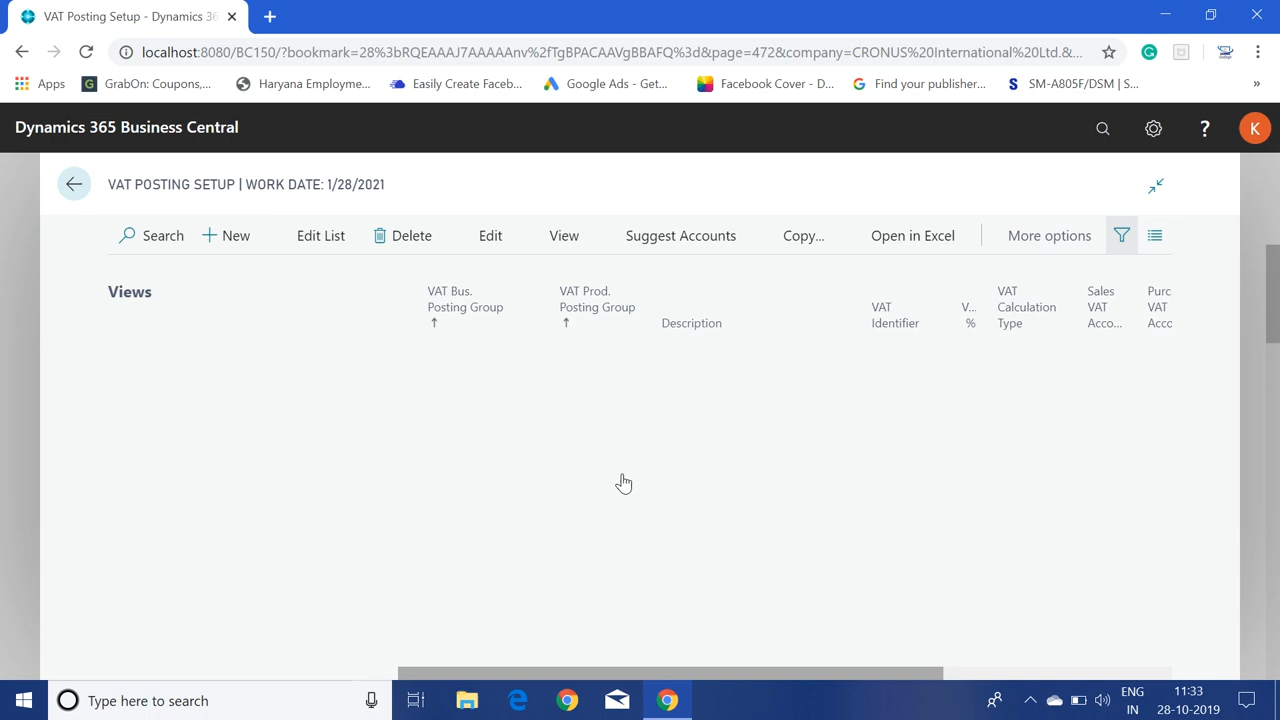 VAT Posting Setup - Dynamics 36
localhost:8080/BC150/?bookmark=28%3bRQEAAAJ7AAAAAnv%2fTgBPACAAVgBBAFQ%3d&page=472&company=CRONUS%20International%20Ltd.&...
Apps
GrabOn: Coupons,...
Haryana Employme...
Easily Create Faceb...
Google Ads - Get...
Facebook Cover - D...
Find your publisher...
SM-A805F/DSM | S...
»
Dynamics 365 Business Central
?
K
VAT POSTING SETUP | WORK DATE: 1/28/2021
Search
New
Edit List
Delete
Edit
View
Suggest Accounts
Copy...
Open in Excel
More options
Views
VAT Bus.
Posting Group
↑
VAT Prod.
Posting Group
↑
Description
VAT
Identifier
V...
%
VAT
Calculation
Type
Sales
VAT
Acco...
Purc
VAT
Acco
Type here to search
ENG
IN
11:33
28-10-2019